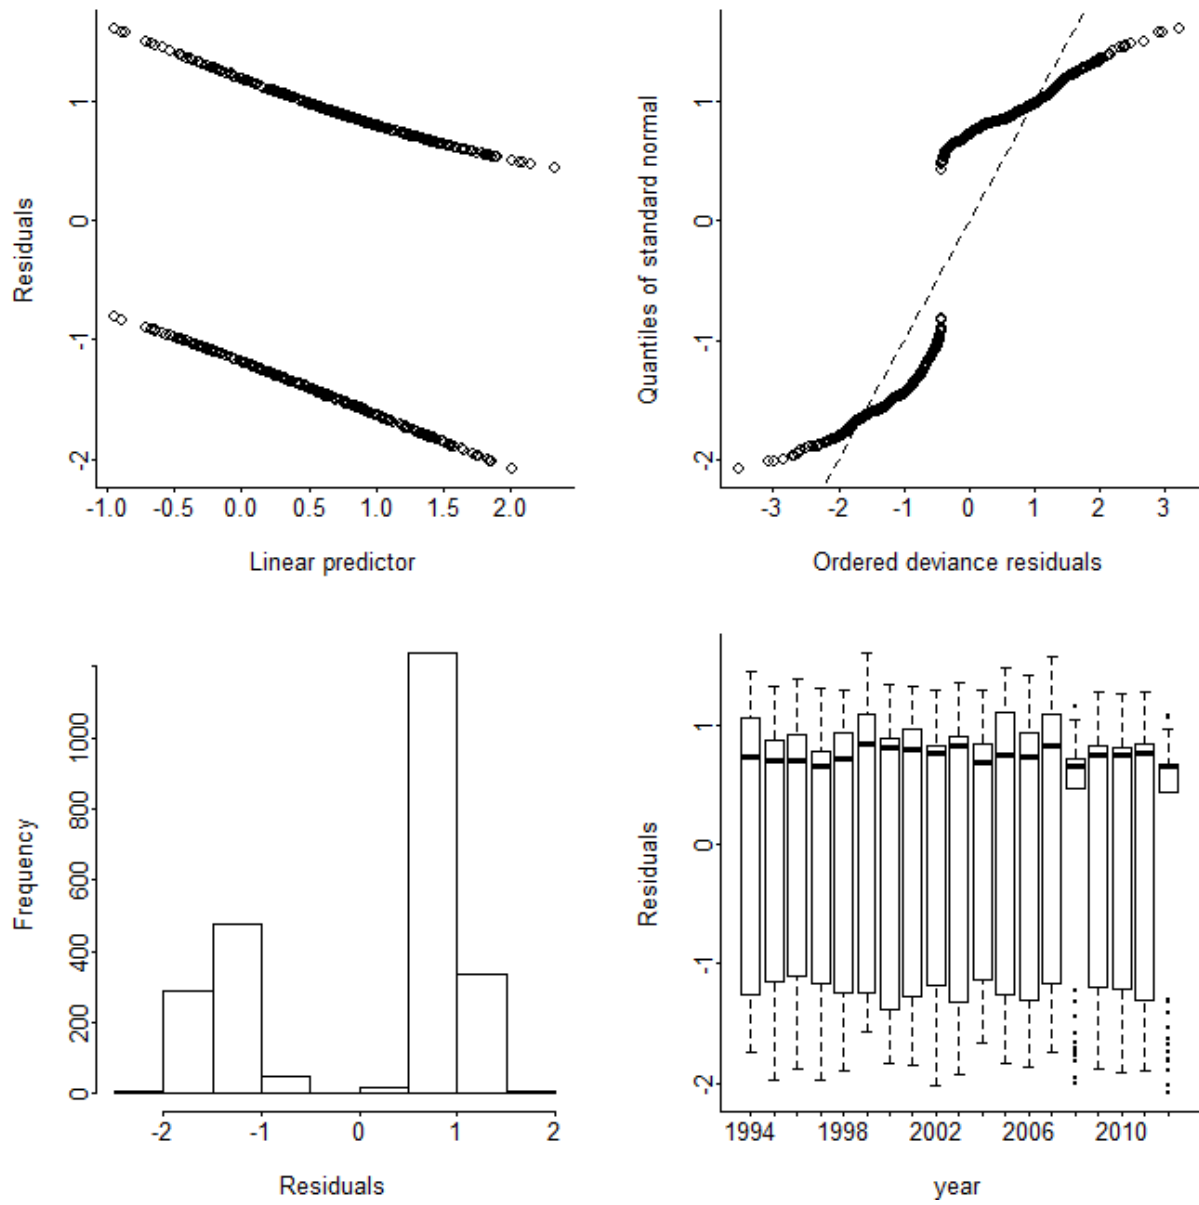 Residuals
1
0
-1
-2
-1.0 -0.5 0.0 0.5 1.0 1.5 2.0
Linear predictor
Quantiles of standard normal
1
0
-1
-2
-3 -2 -1 0 1 2 3
Ordered deviance residuals
Frequency
1000
800
600
400
200
0
-2 -1 0 1 2
Residuals
Residuals
1
0
-1
-2
1994 1998 2002 2006 2010
year